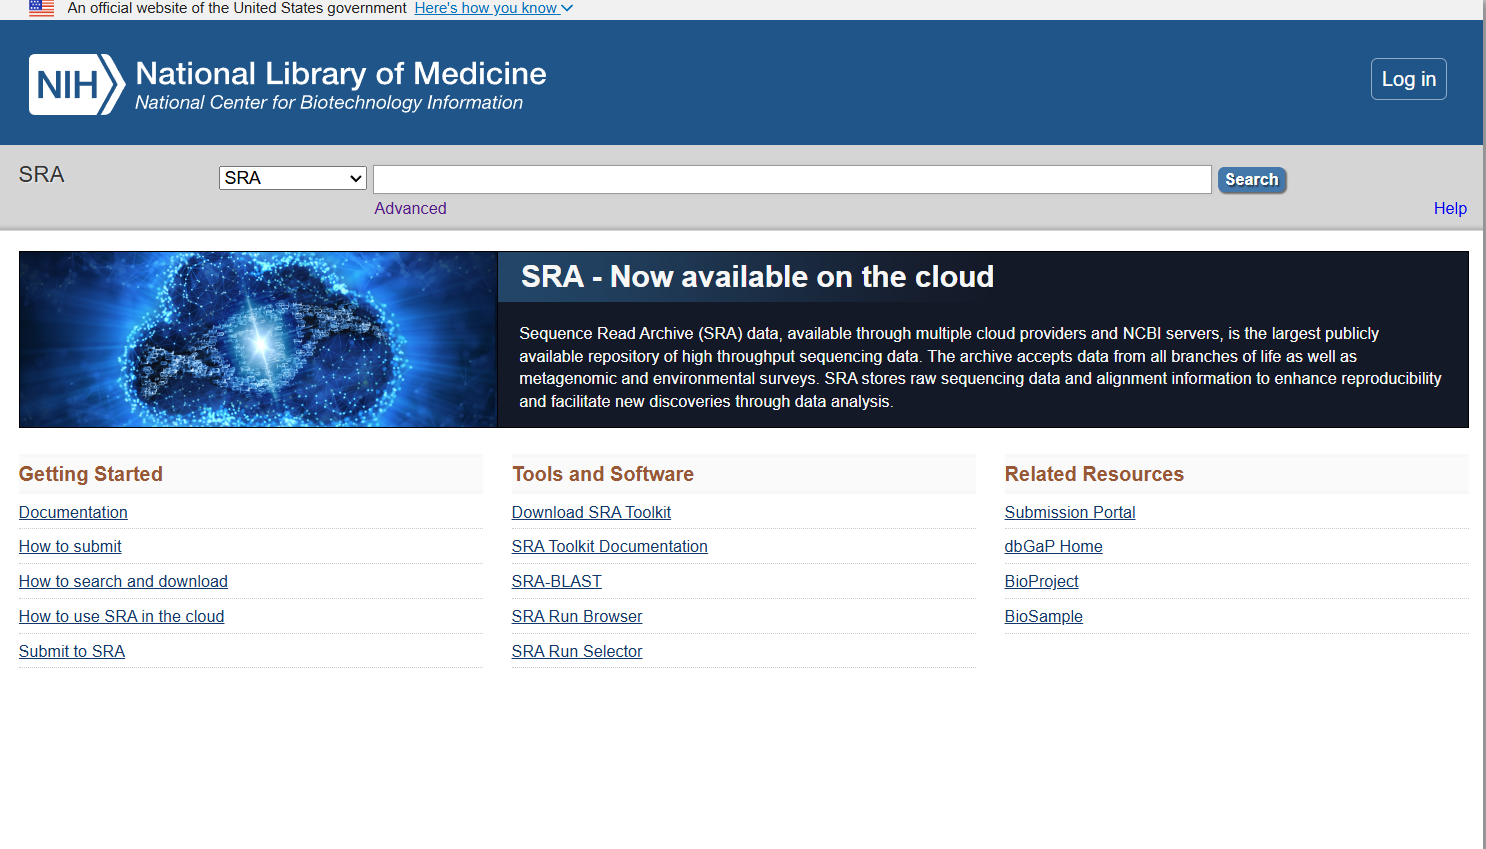 An official website of the United States government Here's how you know
NIH National Library of Medicine
National Center for Biotechnology Information
Log in
SRA
SRA
Search
Advanced
Help
SRA - Now available on the cloud
Sequence Read Archive (SRA) data, available through multiple cloud providers and NCBI servers, is the largest publicly
available repository of high throughput sequencing data. The archive accepts data from all branches of life as well as
metagenomic and environmental surveys. SRA stores raw sequencing data and alignment information to enhance reproducibility
and facilitate new discoveries through data analysis.
Getting Started
Documentation
How to submit
How to search and download
How to use SRA in the cloud
Submit to SRA
Tools and Software
Download SRA Toolkit
SRA Toolkit Documentation
SRA-BLAST
SRA Run Browser
SRA Run Selector
Related Resources
Submission Portal
dbGaP Home
BioProject
BioSample